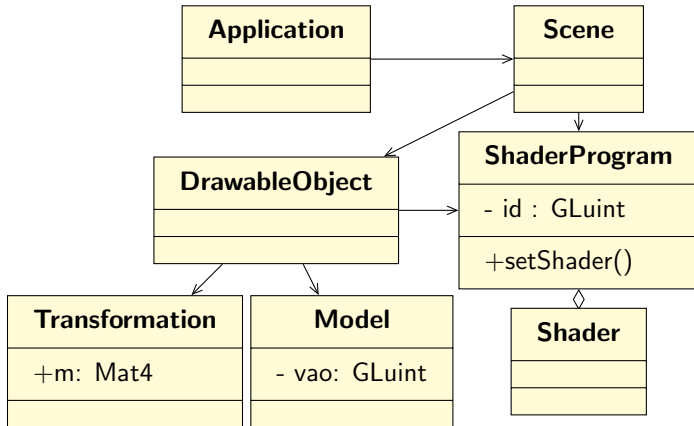 Application
Scene
ShaderProgram
- id : GLuint
+setShader()
DrawableObject
Transformation
+m: Mat4
Model
- vao: GLuint
Shader